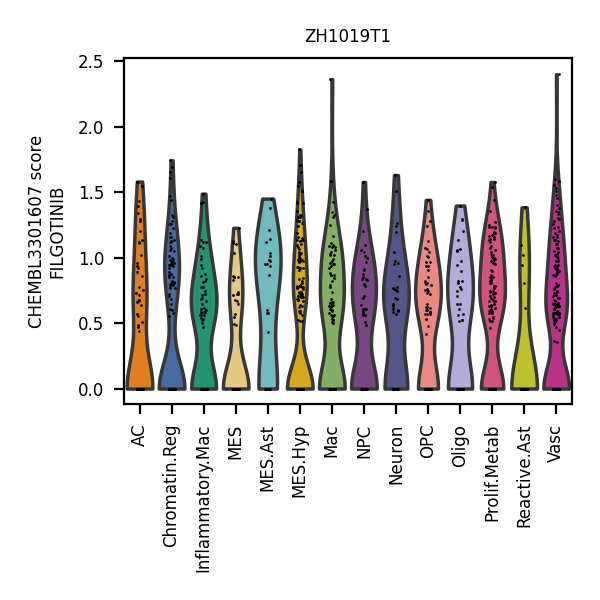 ZH1019T1
CHEMBL3301607 score
FILGOTINIB
2.5
2.0
1.5
1.0
0.5
0.0
AC
Chromatin.Reg
Inflammatory.Mac
MES
MES.Ast
MES.Hyp
Mac
NPC
Neuron
OPC
Oligo
Prolif.Metab
Reactive.Ast
Vasc